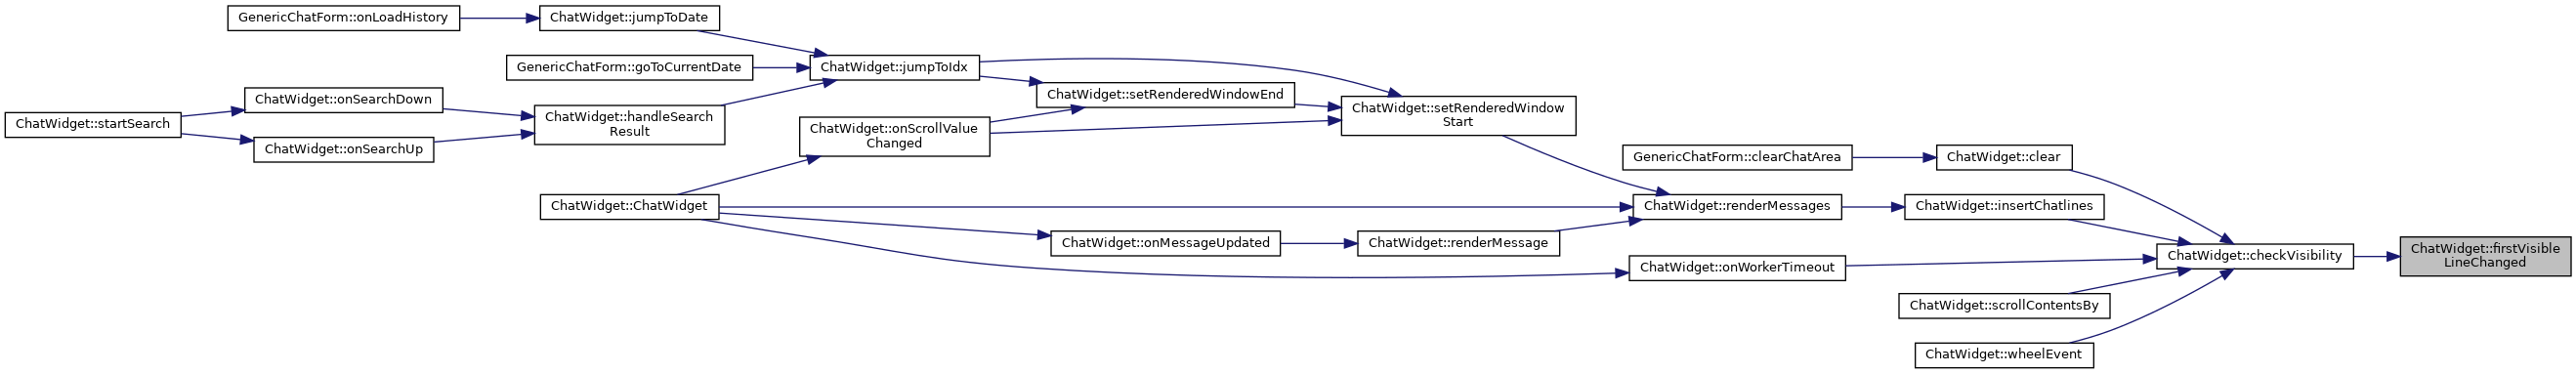 GenericChatForm::onLoadHistory
ChatWidget::jumpToDate
GenericChatForm::goToCurrentDate
ChatWidget::jumpToIdx
ChatWidget::startSearch
ChatWidget::onSearchDown
ChatWidget::onSearchUp
ChatWidget::handleSearch
Result
ChatWidget::setRenderedWindowEnd
ChatWidget::onScrollValue
Changed
ChatWidget::setRenderedWindow
Start
GenericChatForm::clearChatArea
ChatWidget::clear
ChatWidget::ChatWidget
ChatWidget::renderMessages
ChatWidget::insertChatlines
ChatWidget::onMessageUpdated
ChatWidget::renderMessage
ChatWidget::onWorkerTimeout
ChatWidget::checkVisibility
ChatWidget::firstVisible
LineChanged
ChatWidget::scrollContentsBy
ChatWidget::wheelEvent